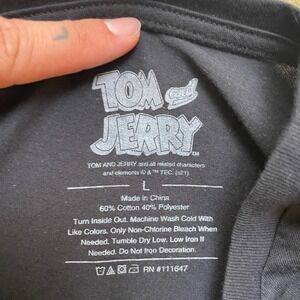 TOM and
JERRY™
TOM AND JERRY and all related characters
and elements © & ™ TEC. (s21)
L
Made in China
60% Cotton 40% Polyester
Turn Inside Out. Machine Wash Cold With
Like Colors. Only Non-Chlorine Bleach When
Needed. Tumble Dry Low. Low Iron II
Needed. Do Not Iron Decoration.
RN #111647